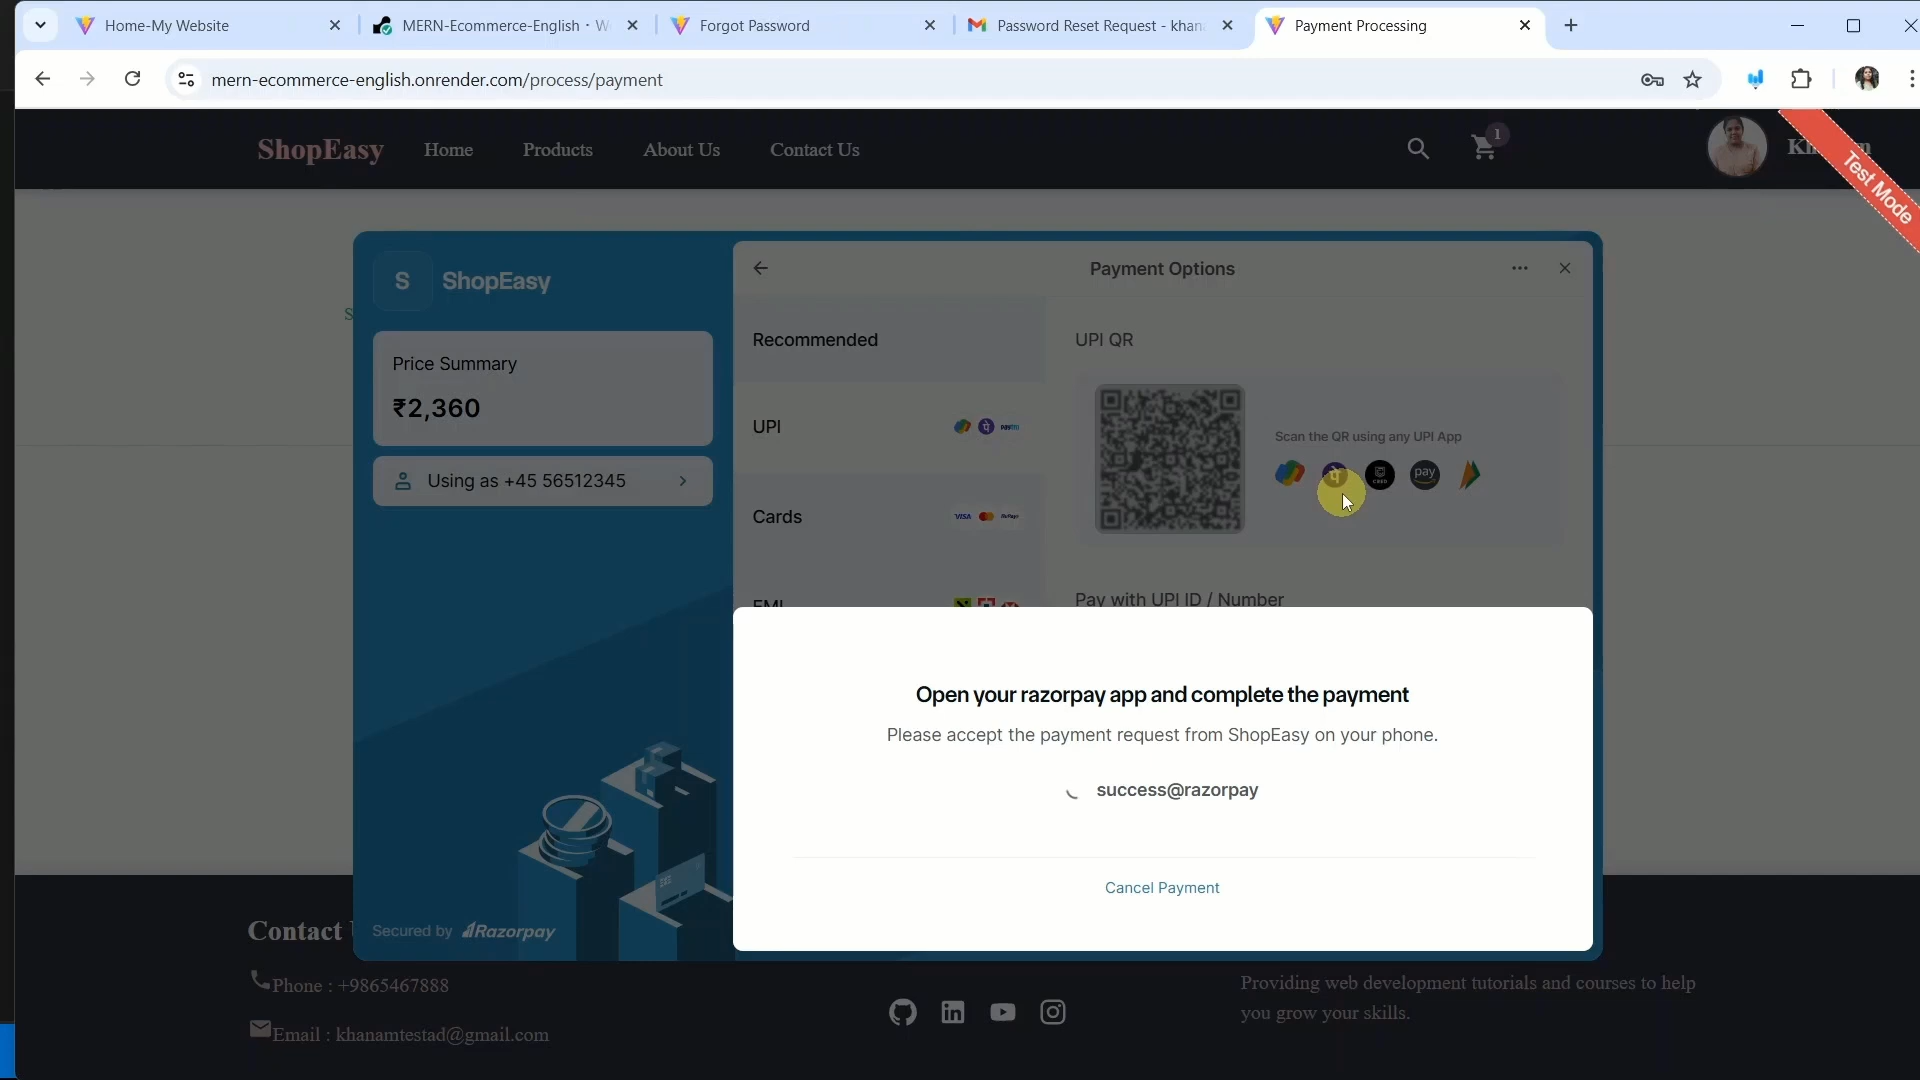 Home-My Website
MERN-Ecommerce-English · W
Forgot Password
Password Reset Request - khan
Payment Processing
mern-ecommerce-english.onrender.com/process/payment
ShopEasy
Home
Products
About Us
Contact Us
1
Test Mode
S
ShopEasy
Payment Options
Price Summary
₹2,360
Using as +45 56512345
Recommended
UPI
Cards
VISA
EMI
UPI QR
Scan the QR using any UPI App
CRED
pay
Pay with UPI ID / Number
Open your razorpay app and complete the payment
Please accept the payment request from ShopEasy on your phone.
success@razorpay
Cancel Payment
Secured by Razorpay
Contact
Phone : +9865467888
Email : khanamtestad@gmail.com
Providing web development tutorials and courses to help
you grow your skills.